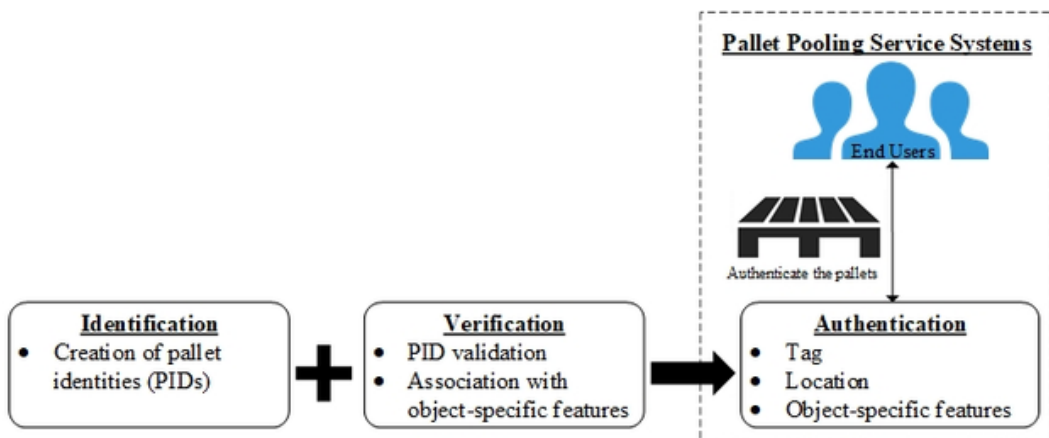 Pallet Pooling Service Systems
End Users
Authenticate the pallets
Identification
• Creation of pallet
identities (PIDs)
Verification
• PID validation
• Association with
object-specific features
Authentication
• Tag
• Location
• Object-specific features